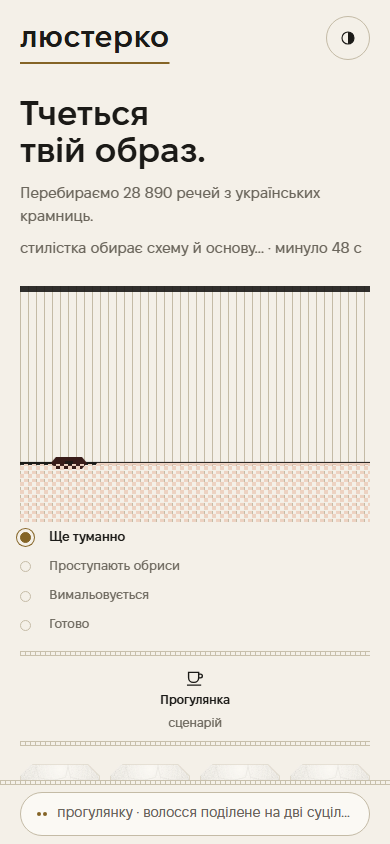 люстерко
Тчеться
твій образ.
Перебираємо 28 890 речей з українських
крамниць.
стилістка обирає схему й основу... · минуло 48 с
Ще туманно
Проступають обриси
Вимальовується
Готово
Прогулянка
сценарій
прогулянку · волосся поділене на дві суціл...